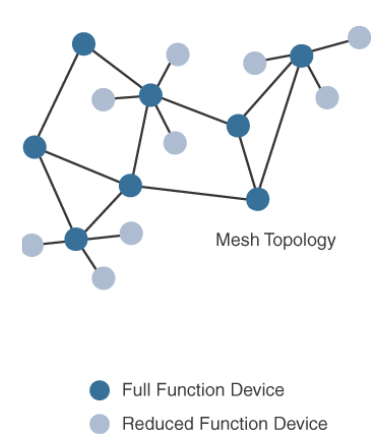 Mesh Topology
Full Function Device
Reduced Function Device